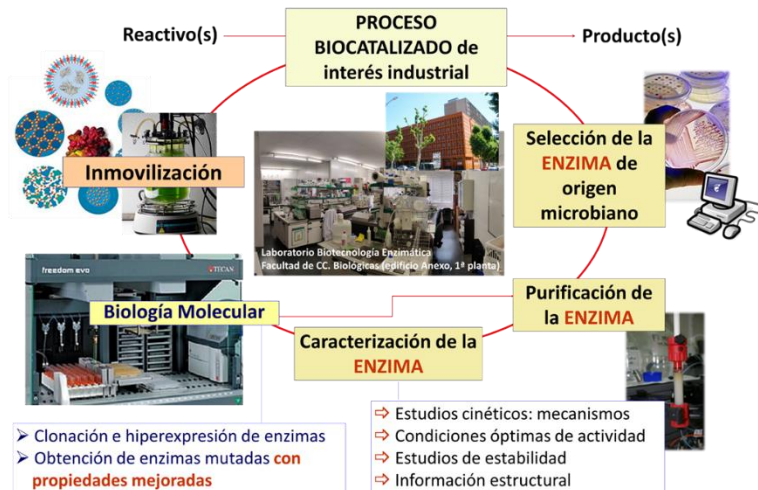 Reactivo(s)
PROCESO
BIOCATALIZADO de
interés industrial
Producto(s)
Selección de la
ENZIMA de
origen
microbiano
Inmovilización
Laboratorio Biotecnología Enzimática
Facultad de CC. Biológicas (edificio Anexo, 1ª planta)
freedom evo
TECAN
Biología Molecular
Purificación de
la ENZIMA
Caracterización de la
ENZIMA
➢ Clonación e hiperexpresión de enzimas
➢ Obtención de enzimas mutadas con
propiedades mejoradas
⇨ Estudios cinéticos: mecanismos
⇨ Condiciones óptimas de actividad
⇨ Estudios de estabilidad
⇨ Información estructural